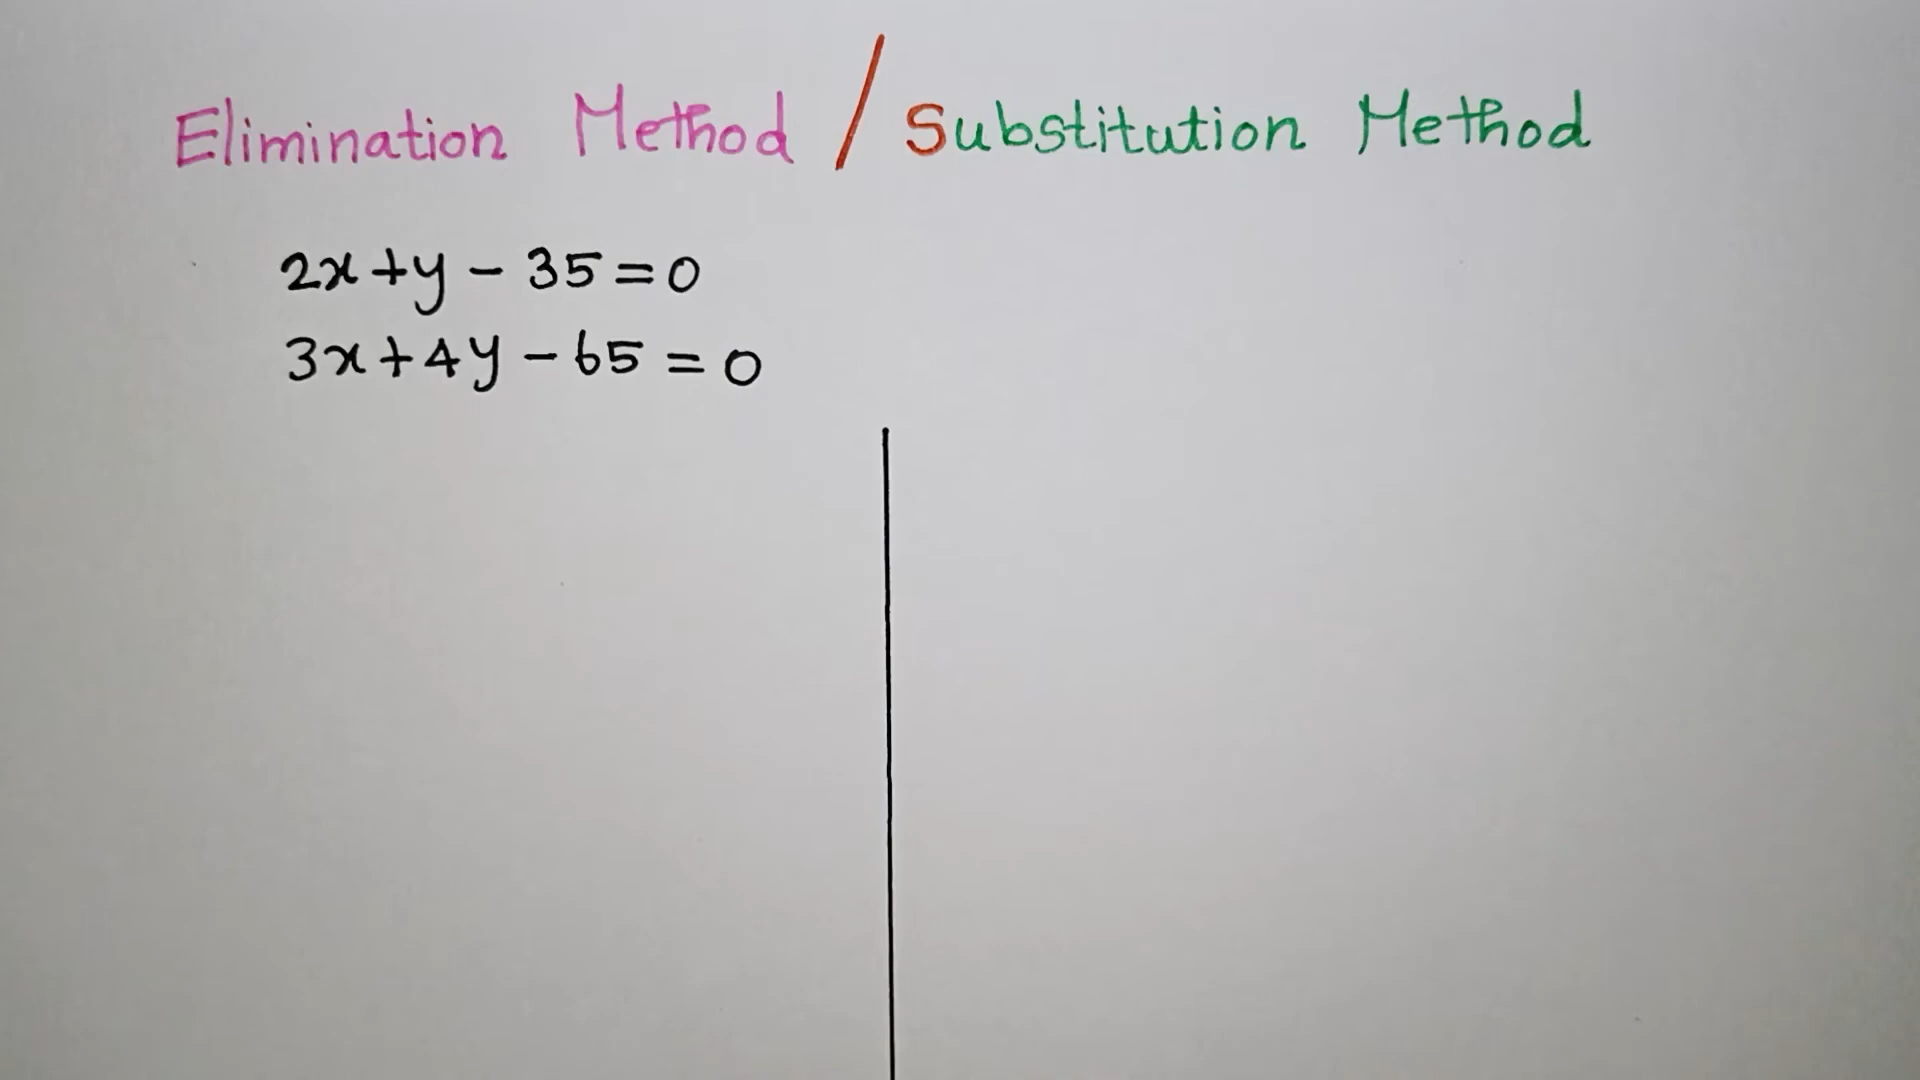 Elimination Method / Substitution Method
2x + y - 35 = 0
3x + 4y - 65 = 0